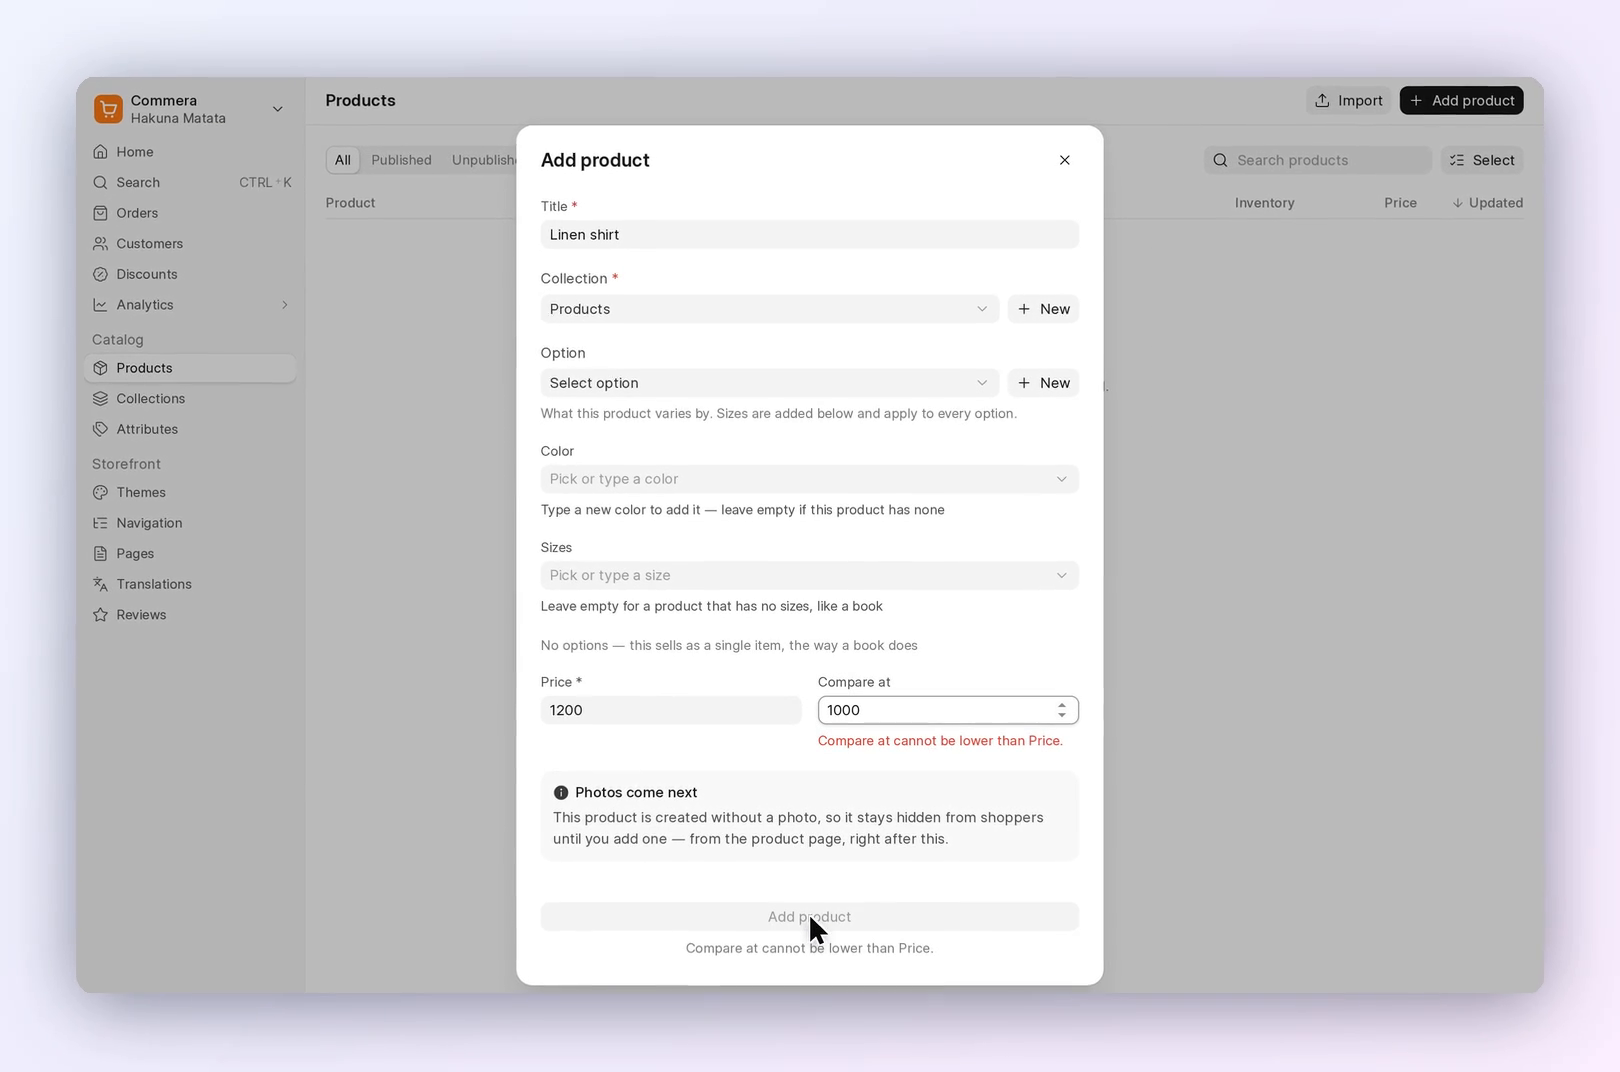 Commera
Hakuna Matata
Home
Search CTRL + K
Orders
Customers
Discounts
Analytics
Catalog
Products
Collections
Attributes
Storefront
Themes
Navigation
Pages
Translations
Reviews
Products
Import
+ Add product
All Published
Search products
Select
Product Inventory Price ↓ Updated
Add product
Title *
Linen shirt
Collection *
Products
+ New
Option
Select option
+ New
What this product varies by. Sizes are added below and apply to every option.
Color
Pick or type a color
Type a new color to add it — leave empty if this product has none
Sizes
Pick or type a size
Leave empty for a product that has no sizes, like a book
No options — this sells as a single item, the way a book does
Price * Compare at
1200 1000
Compare at cannot be lower than Price.
Photos come next
This product is created without a photo, so it stays hidden from shoppers
until you add one — from the product page, right after this.
Add product
Compare at cannot be lower than Price.